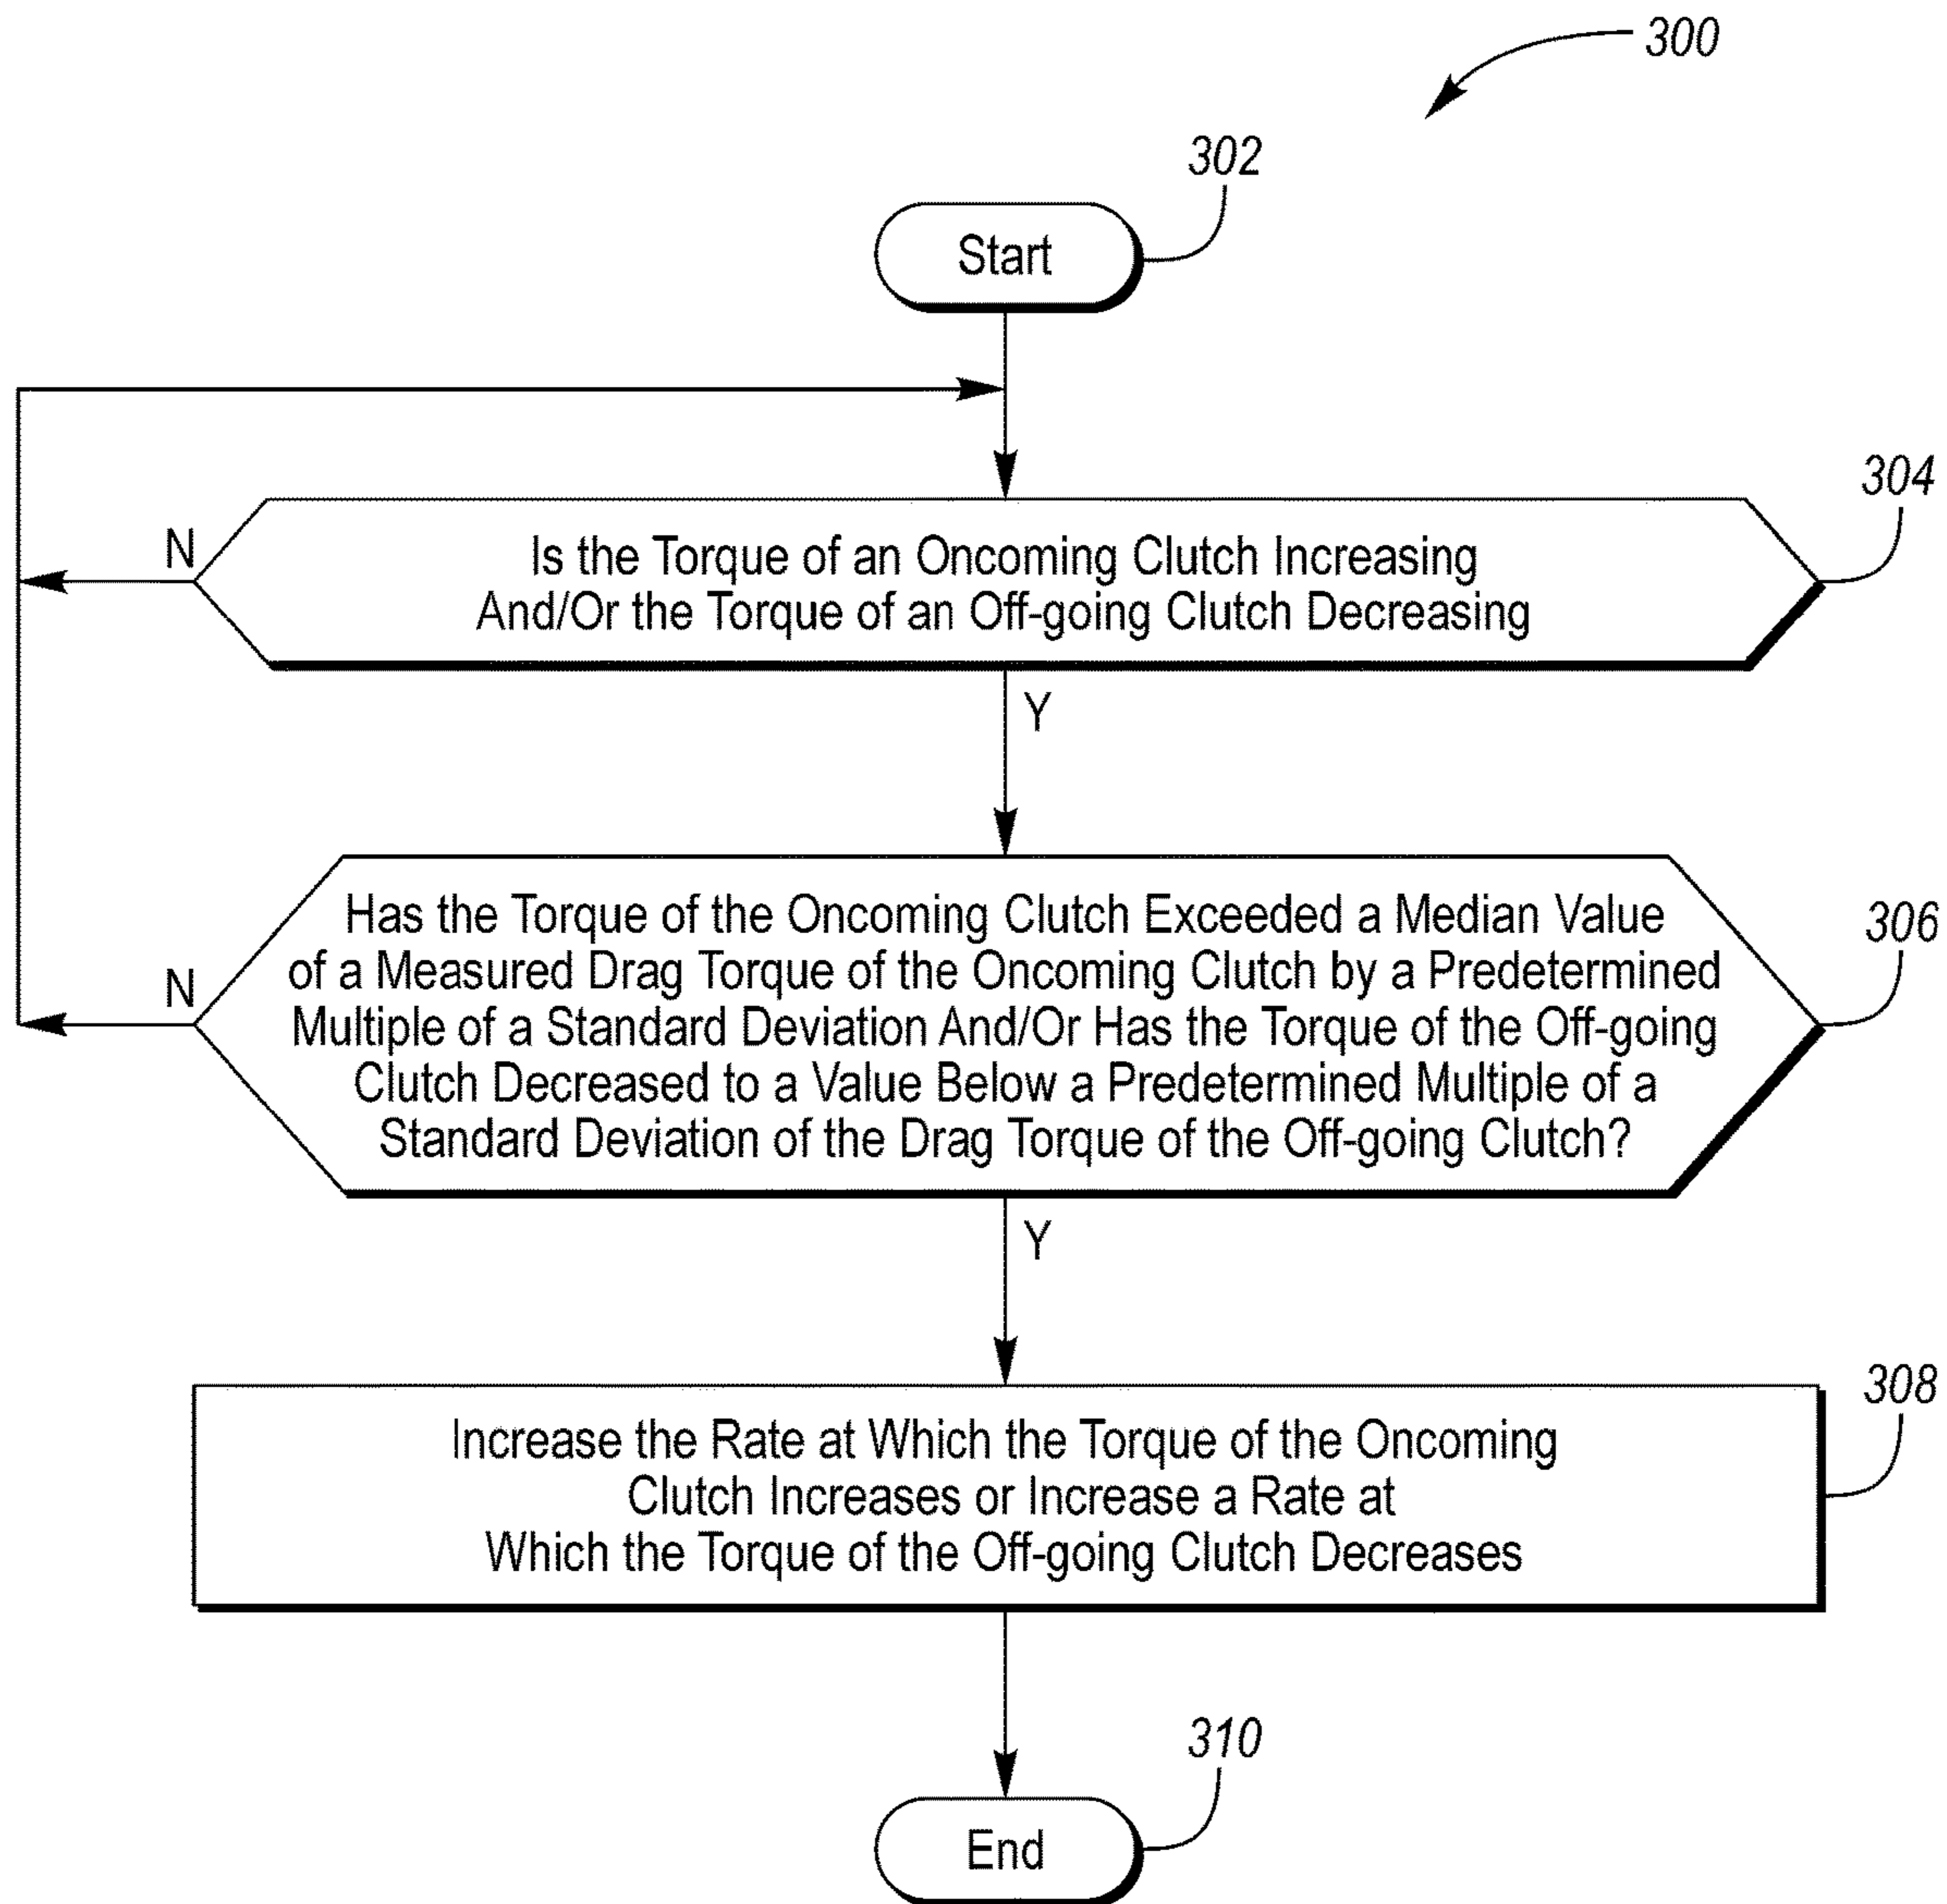 300
302
Start
304
N
Is the Torque of an Oncoming Clutch Increasing
And/Or the Torque of an Off-going Clutch Decreasing
Y
306
N
Has the Torque of the Oncoming Clutch Exceeded a Median Value
of a Measured Drag Torque of the Oncoming Clutch by a Predetermined
Multiple of a Standard Deviation And/Or Has the Torque of the Off-going
Clutch Decreased to a Value Below a Predetermined Multiple of a
Standard Deviation of the Drag Torque of the Off-going Clutch?
Y
308
Increase the Rate at Which the Torque of the Oncoming
Clutch Increases or Increase a Rate at
Which the Torque of the Off-going Clutch Decreases
310
End